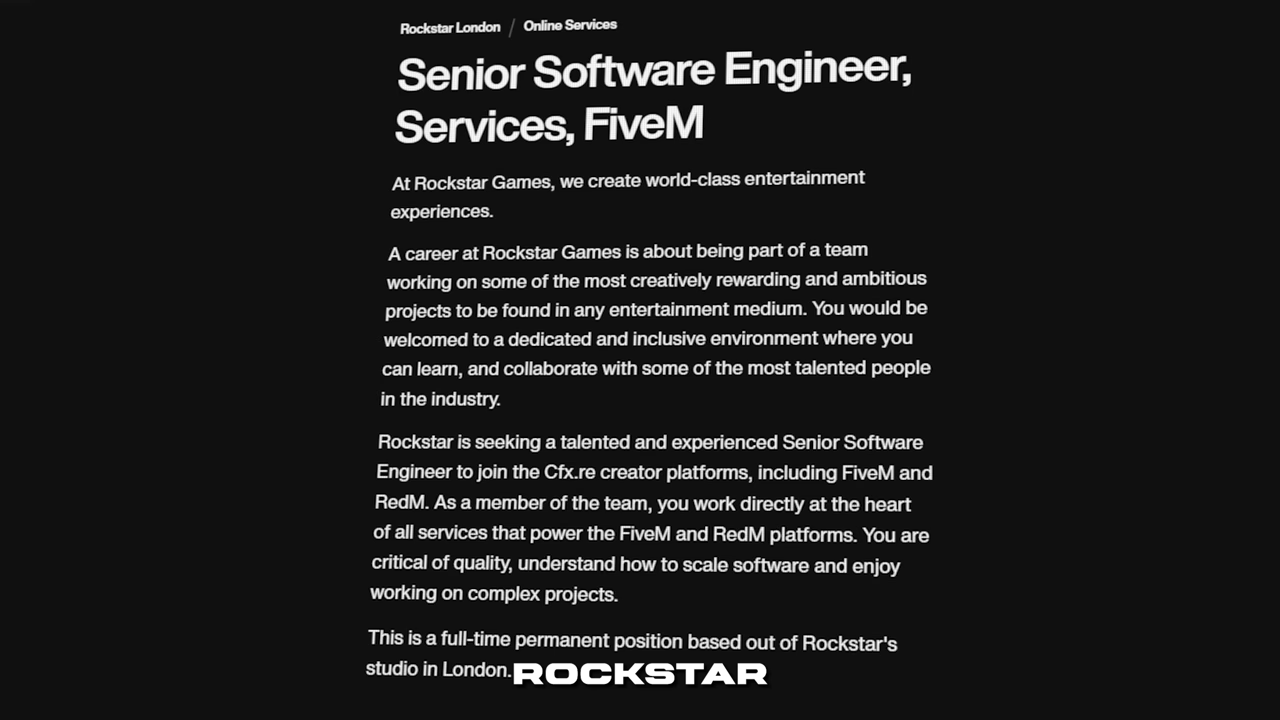 Rockstar London / Online Services
Senior Software Engineer,
Services, FiveM
At Rockstar Games, we create world-class entertainment
experiences.
A career at Rockstar Games is about being part of a team
working on some of the most creatively rewarding and ambitious
projects to be found in any entertainment medium. You would be
welcomed to a dedicated and inclusive environment where you
can learn, and collaborate with some of the most talented people
in the industry.
Rockstar is seeking a talented and experienced Senior Software
Engineer to join the Cfx.re creator platforms, including FiveM and
RedM. As a member of the team, you work directly at the heart
of all services that power the FiveM and RedM platforms. You are
critical of quality, understand how to scale software and enjoy
working on complex projects.
This is a full-time permanent position based out of Rockstar's
studio in London.
ROCKSTAR